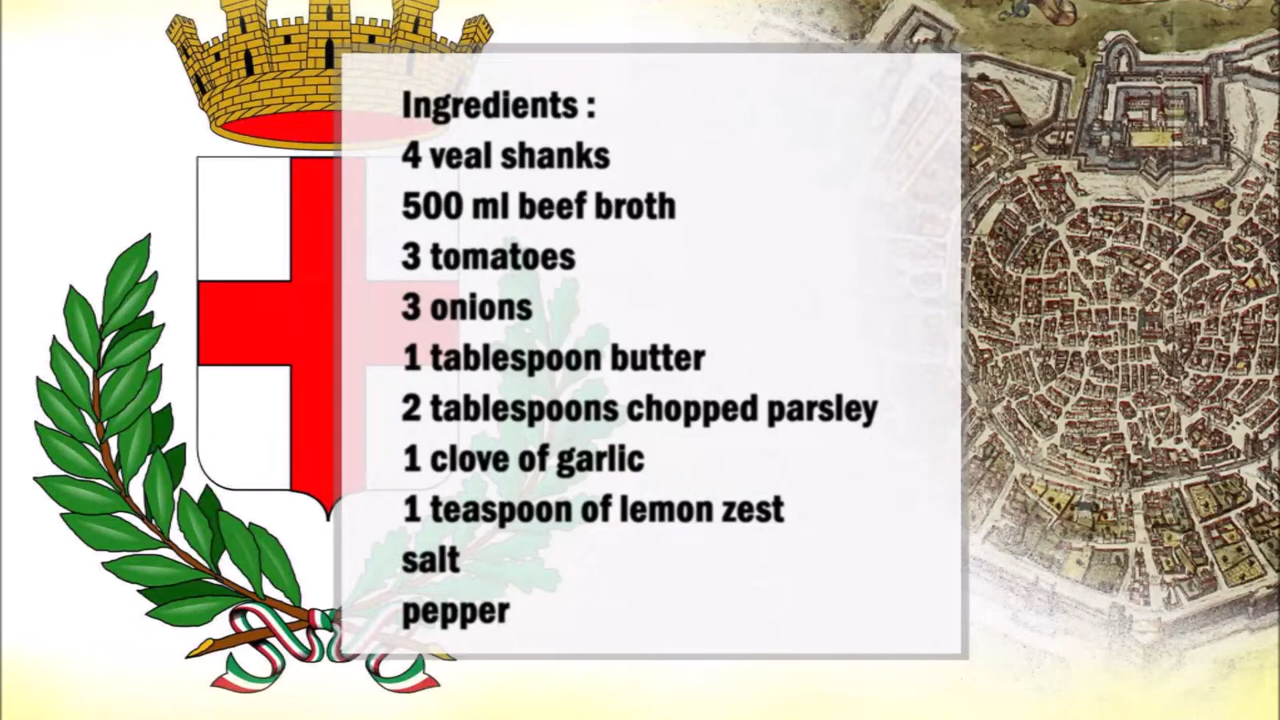 Ingredients :
4 veal shanks
500 ml beef broth
3 tomatoes
3 onions
1 tablespoon butter
2 tablespoons chopped parsley
1 clove of garlic
1 teaspoon of lemon zest
salt
pepper